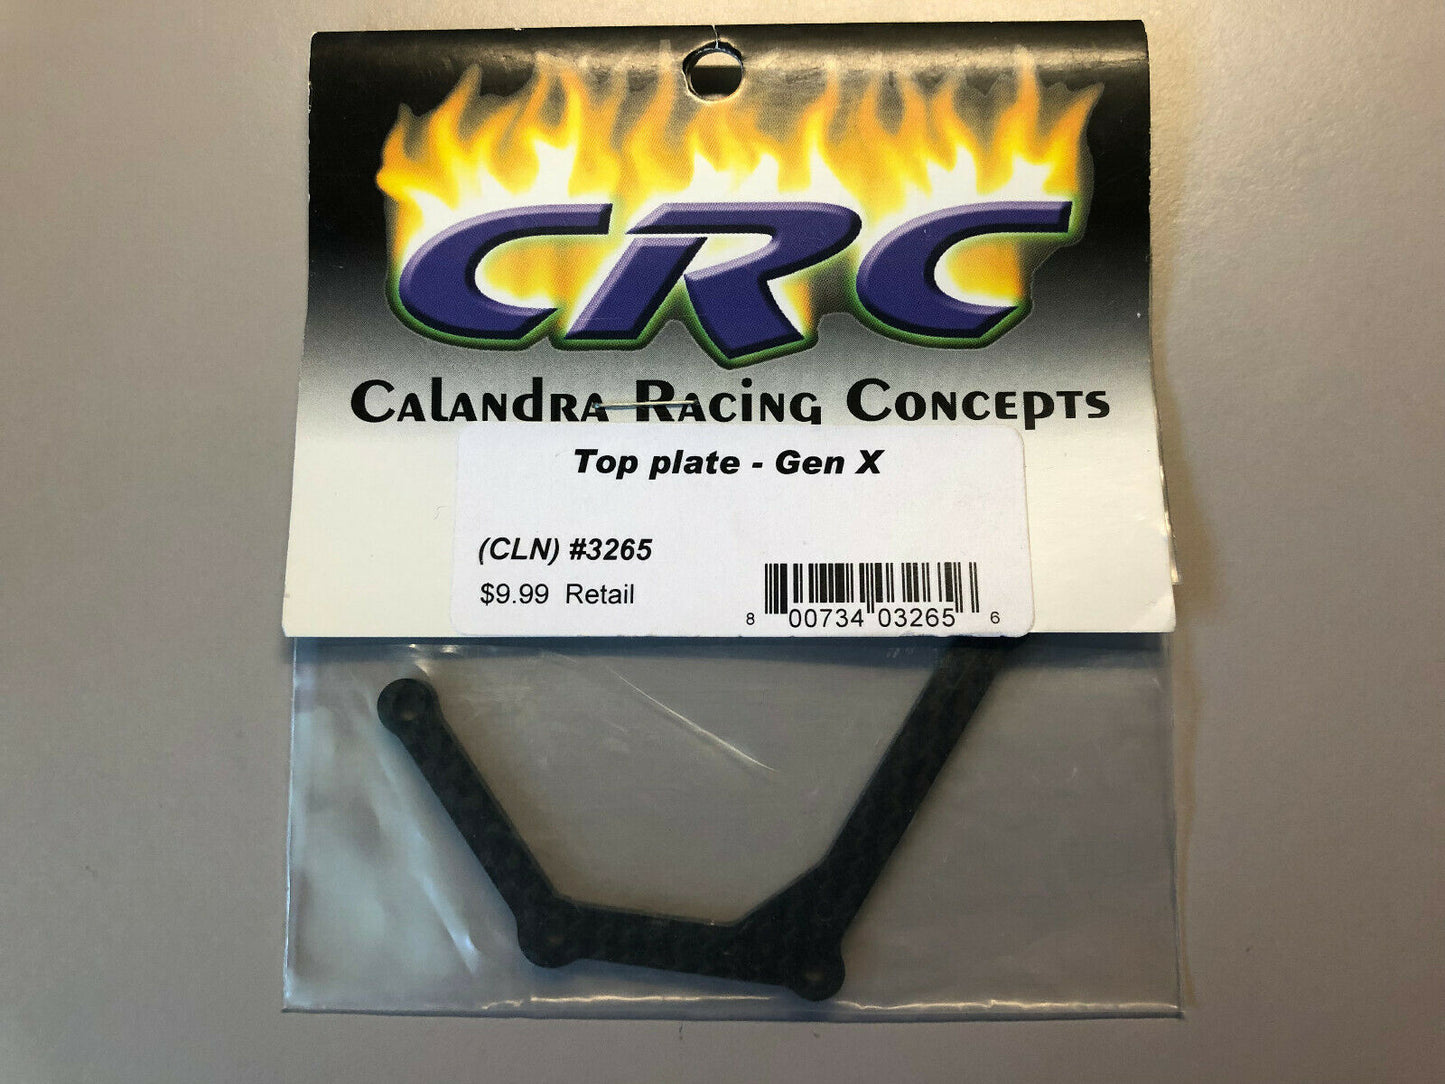 CRC
Calandra Racing Concepts
Top plate - Gen X
(CLN) #3265
$9.99 Retail
8 00734 03265 6